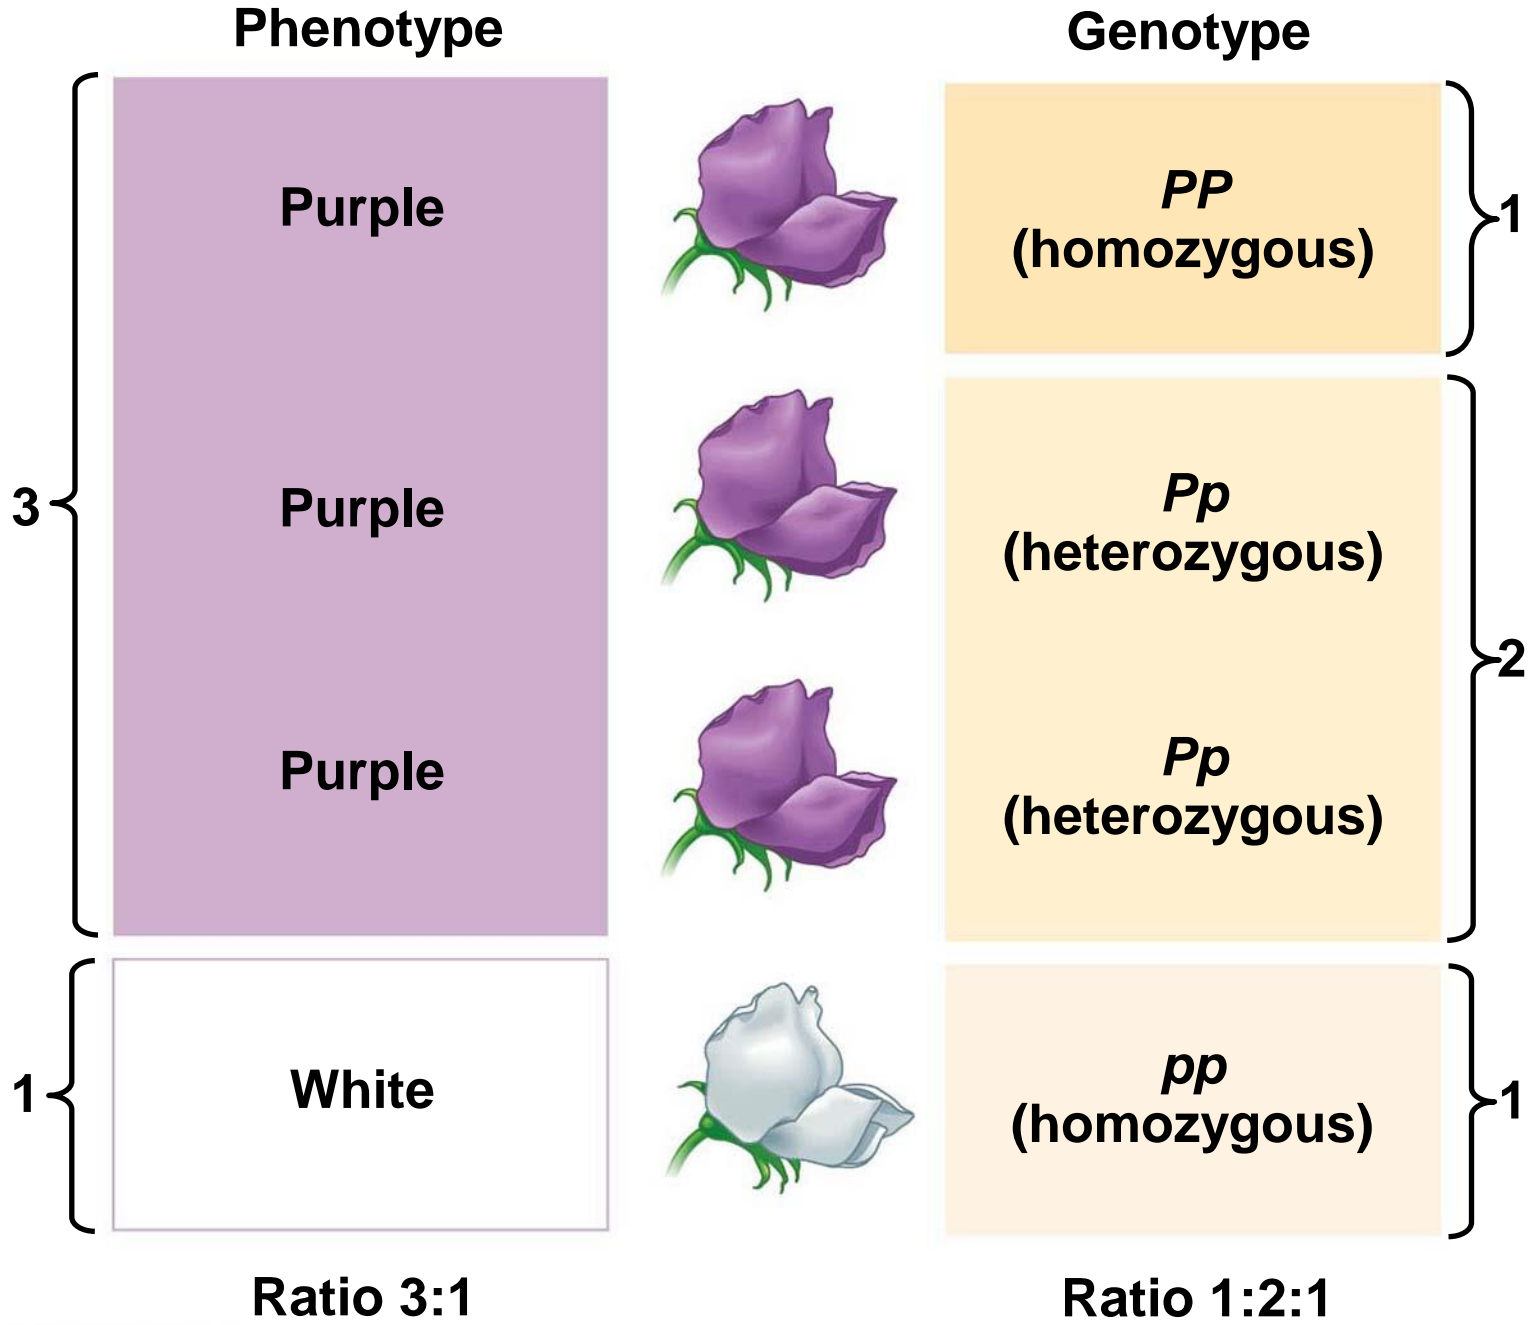 Phenotype
Genotype
3
Purple
PP
(homozygous)
1
Purple
Pp
(heterozygous)
2
Purple
Pp
(heterozygous)
1
White
pp
(homozygous)
1
Ratio 3:1
Ratio 1:2:1